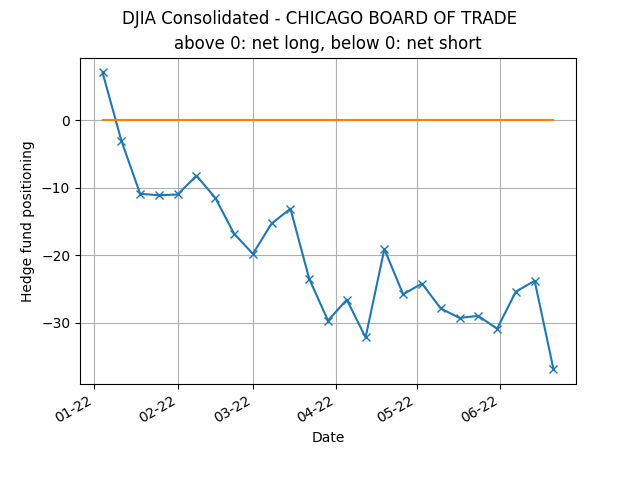 DJIA Consolidated - CHICAGO BOARD OF TRADE
above 0: net long, below 0: net short
Hedge fund positioning
0
−10
−20
−30
01-22 02-22 03-22 04-22 05-22 06-22
Date